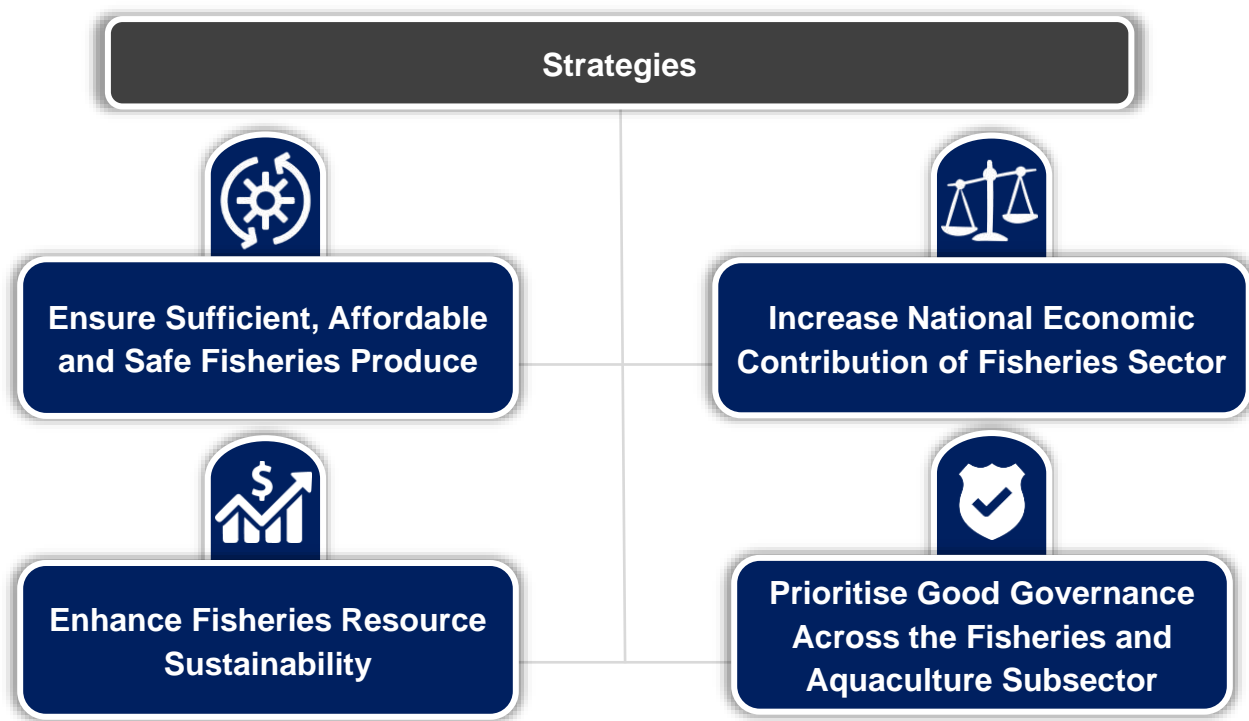 Strategies
Ensure Sufficient, Affordable
and Safe Fisheries Produce
Increase National Economic
Contribution of Fisheries Sector
$
Enhance Fisheries Resource
Sustainability
Prioritise Good Governance
Across the Fisheries and
Aquaculture Subsector